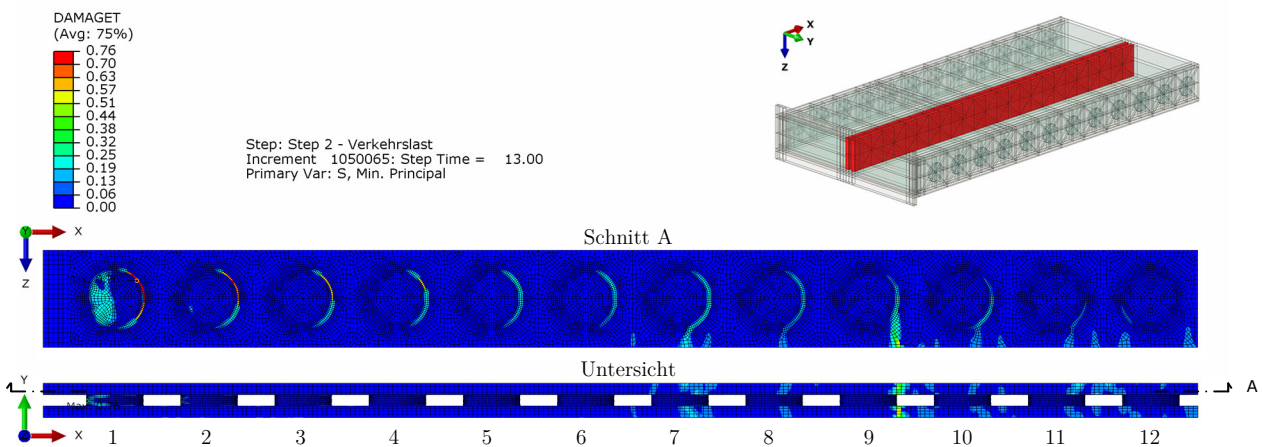 DAMAGET
(Avg: 75%)
0.76
0.70
0.63
0.57
0.51
0.44
0.38
0.32
0.25
0.19
0.13
0.06
0.00
X
Y
Z
Step: Step 2 - Verkehrslast
Increment 1050065: Step Time = 13.00
Primary Var: S, Min. Principal
Y X
Z
Schnitt A
Untersicht
Y
A
X
1 2 3 4 5 6 7 8 9 10 11 12